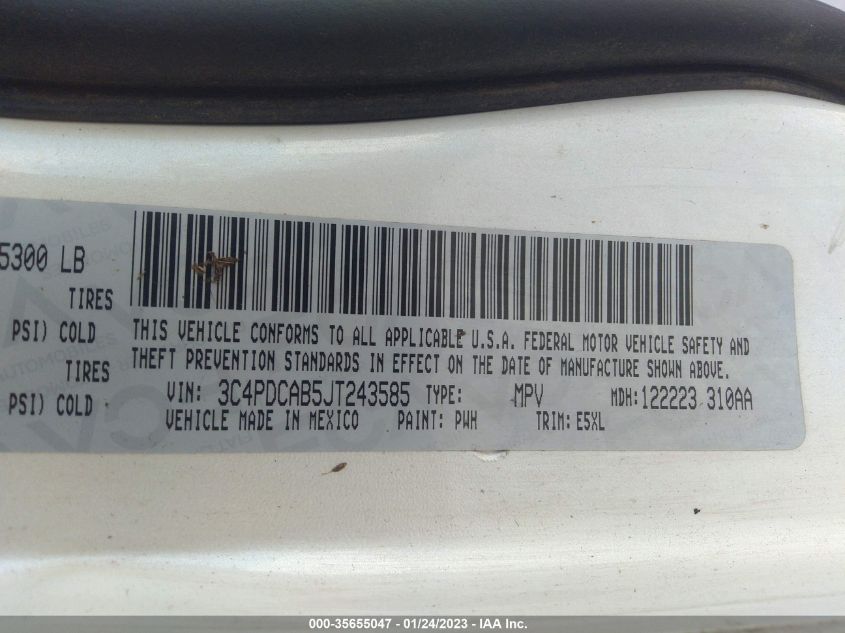 5300 LB
TIRES
PSI) COLD
TIRES
PSI) COLD
THIS VEHICLE CONFORMS TO ALL APPLICABLE U.S.A. FEDERAL MOTOR VEHICLE SAFETY AND
THEFT PREVENTION STANDARDS IN EFFECT ON THE DATE OF MANUFACTURE SHOWN ABOVE.
VIN: 3C4PDCAB5JT243585 TYPE: MPV MDH: 122223 310AA
VEHICLE MADE IN MEXICO PAINT: PWH TRIM: E5XL
000-35655047 — 01/24/2023 — IAA Inc.